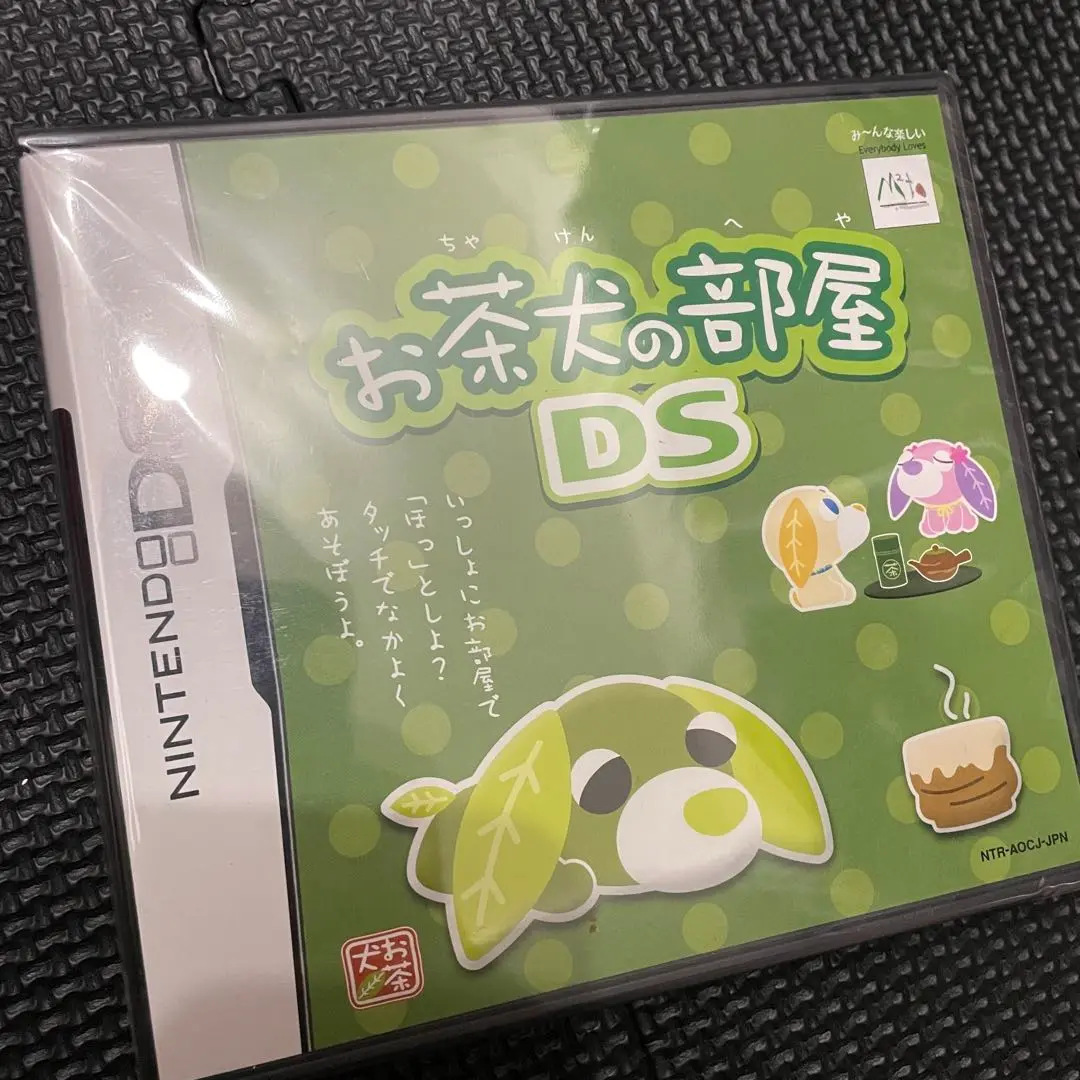 み〜んな楽しい
Everybody Loves
ちゃ けん へ や
お茶犬の部屋
DS
いっしょにお部屋で
「ほっ」としよ?
タッチでなかよく
あそぼうよ。
NINTENDO DS
茶
NTR-AOCJ-JPN
お茶
犬